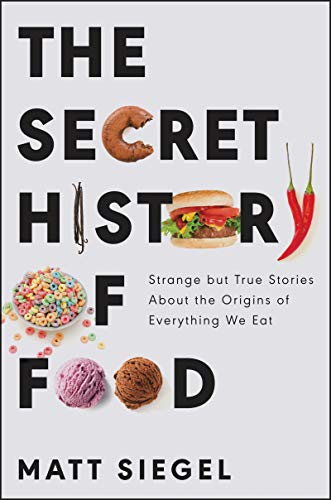 THE
SECRET
HISTORY
Strange but True Stories
About the Origins of
Everything We Eat
OF
FOOD
MATT SIEGEL